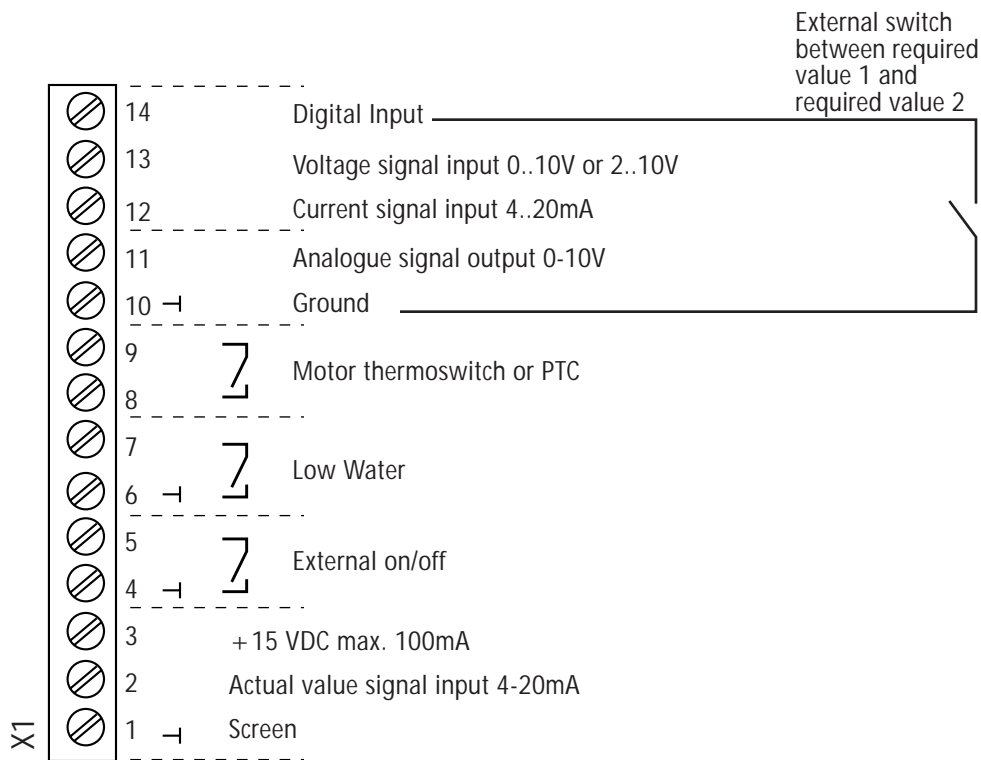 External switch
between required
value 1 and
required value 2
14 Digital Input
13 Voltage signal input 0..10V or 2..10V
12 Current signal input 4..20mA
11 Analogue signal output 0-10V
10 Ground
9
Motor thermoswitch or PTC
8
7
Low Water
6
5
External on/off
4
3 +15 VDC max. 100mA
2 Actual value signal input 4-20mA
1 Screen
X1